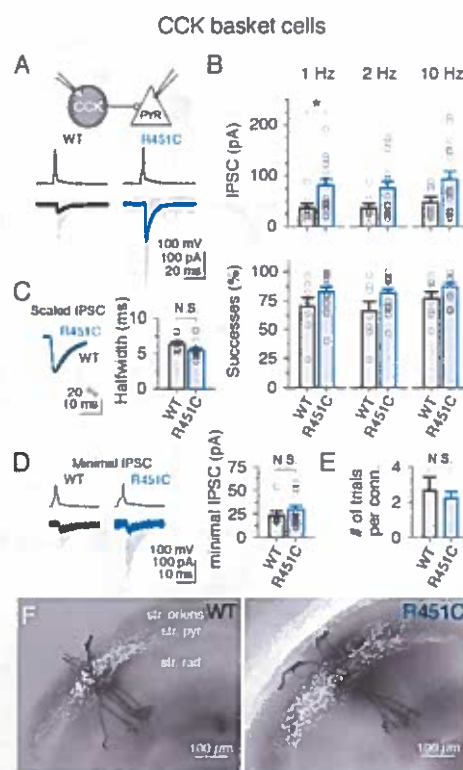 CCK basket cells
A
CCK
PYR
WT
R451C
100 mV
100 pA
20 ms
B
1 Hz
2 Hz
10 Hz
*
IPSC (pA)
200
100
0
Successes (%)
75
50
25
0
WT
R451C
WT
R451C
WT
R451C
C
Scaled IPSC
R451C
WT
10 ms
Halfwidth (ms)
N.S.
10
5
0
WT
R451C
D
Minimal IPSC
WT
R451C
100 mV
100 pA
10 ms
minimal IPSC (pA)
N.S.
75
50
25
0
WT
R451C
E
# of trials
per conn.
N.S.
4
2
0
WT
R451C
F
WT
str. oriens
str. pyr
str. rad
100 µm
R451C
100 µm